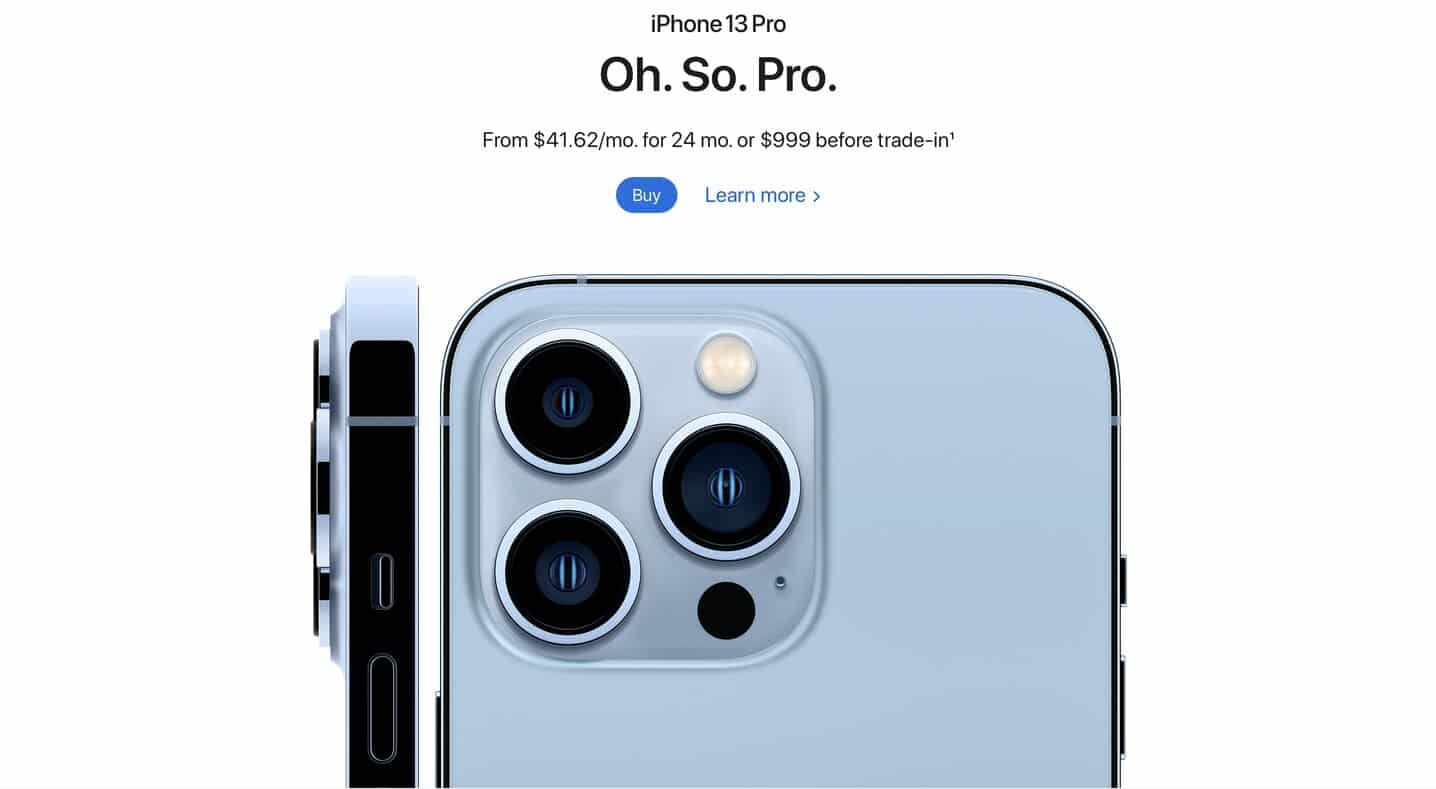 iPhone 13 Pro
Oh. So. Pro.
From $41.62/mo. for 24 mo. or $999 before trade-in¹
Buy Learn more >